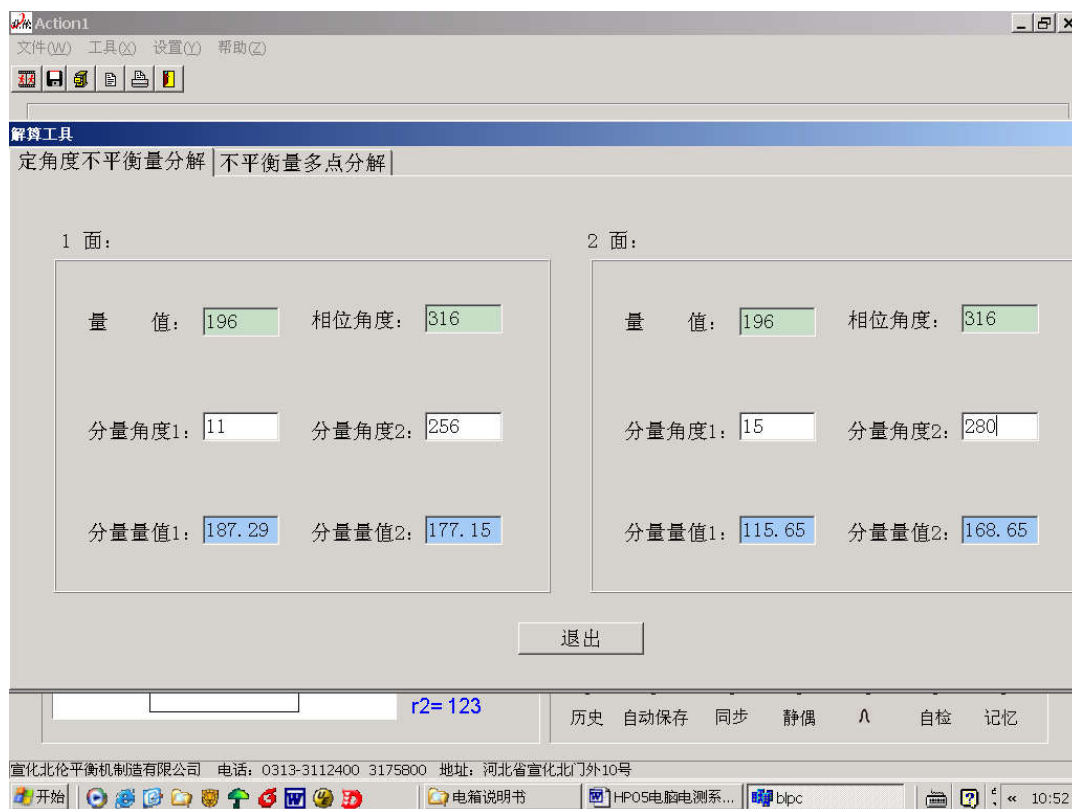 Action1
文件(W) 工具(X) 设置(Y) 帮助(Z)
解算工具
定角度不平衡量分解 不平衡量多点分解
1 面： 2 面：
量 值： 196 相位角度： 316 量 值： 196 相位角度： 316
分量角度1： 11 分量角度2： 256 分量角度1： 15 分量角度2： 280
分量量值1： 187.29 分量量值2： 177.15 分量量值1： 115.65 分量量值2： 168.65
退出
r2= 123
历史 自动保存 同步 静偶 自检 记忆
宣化北伦平衡机制造有限公司 电话：0313-3112400 3175800 地址：河北省宣化北门外10号
开始 电箱说明书 HP05电脑电测系... blpc « 10:52